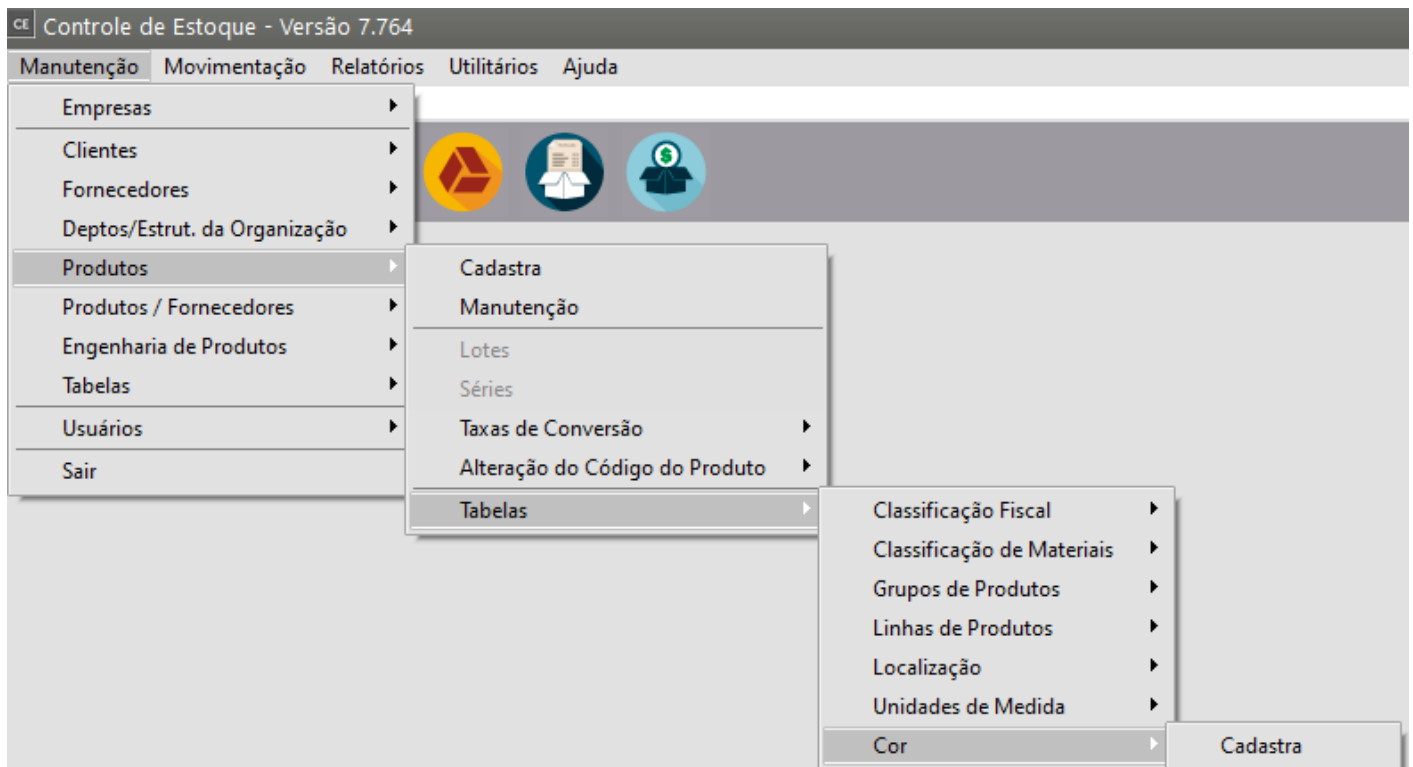 CE Controle de Estoque - Versão 7.764
Manutenção Movimentação Relatórios Utilitários Ajuda
Empresas
Clientes
Fornecedores
Deptos/Estrut. da Organização
Produtos
Produtos / Fornecedores
Engenharia de Produtos
Tabelas
Usuários
Sair
Cadastra
Manutenção
Lotes
Séries
Taxas de Conversão
Alteração do Código do Produto
Tabelas
Classificação Fiscal
Classificação de Materiais
Grupos de Produtos
Linhas de Produtos
Localização
Unidades de Medida
Cor
Cadastra